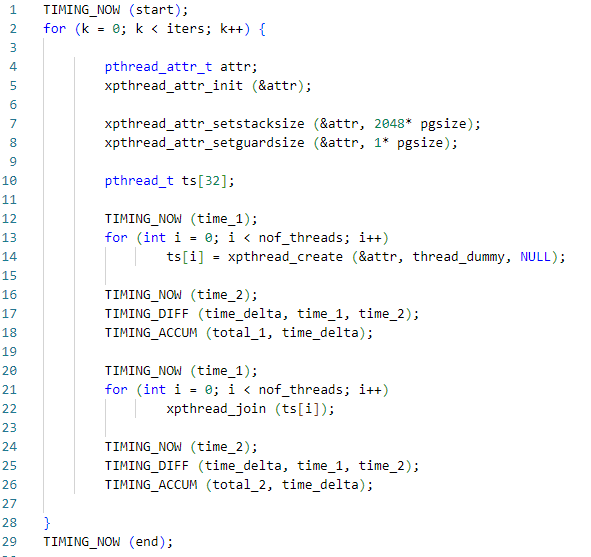 1 TIMING_NOW (start);
2 for (k = 0; k < iters; k++) {
3
4 pthread_attr_t attr;
5 xpthread_attr_init (&attr);
6
7 xpthread_attr_setstacksize (&attr, 2048* pgsize);
8 xpthread_attr_setguardsize (&attr, 1* pgsize);
9
10 pthread_t ts[32];
11
12 TIMING_NOW (time_1);
13 for (int i = 0; i < nof_threads; i++)
14 ts[i] = xpthread_create (&attr, thread_dummy, NULL);
15
16 TIMING_NOW (time_2);
17 TIMING_DIFF (time_delta, time_1, time_2);
18 TIMING_ACCUM (total_1, time_delta);
19
20 TIMING_NOW (time_1);
21 for (int i = 0; i < nof_threads; i++)
22 xpthread_join (ts[i]);
23
24 TIMING_NOW (time_2);
25 TIMING_DIFF (time_delta, time_1, time_2);
26 TIMING_ACCUM (total_2, time_delta);
27
28 }
29 TIMING_NOW (end);